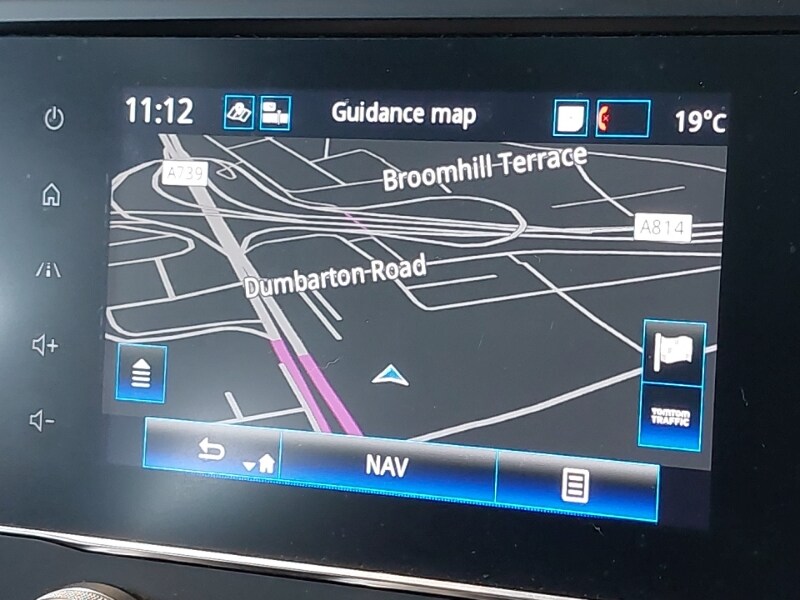 11:12 Guidance map 19°c
Broomhill Terrace
A739
A814
Dumbarton Road
TOMTOM
TRAFFIC
NAV